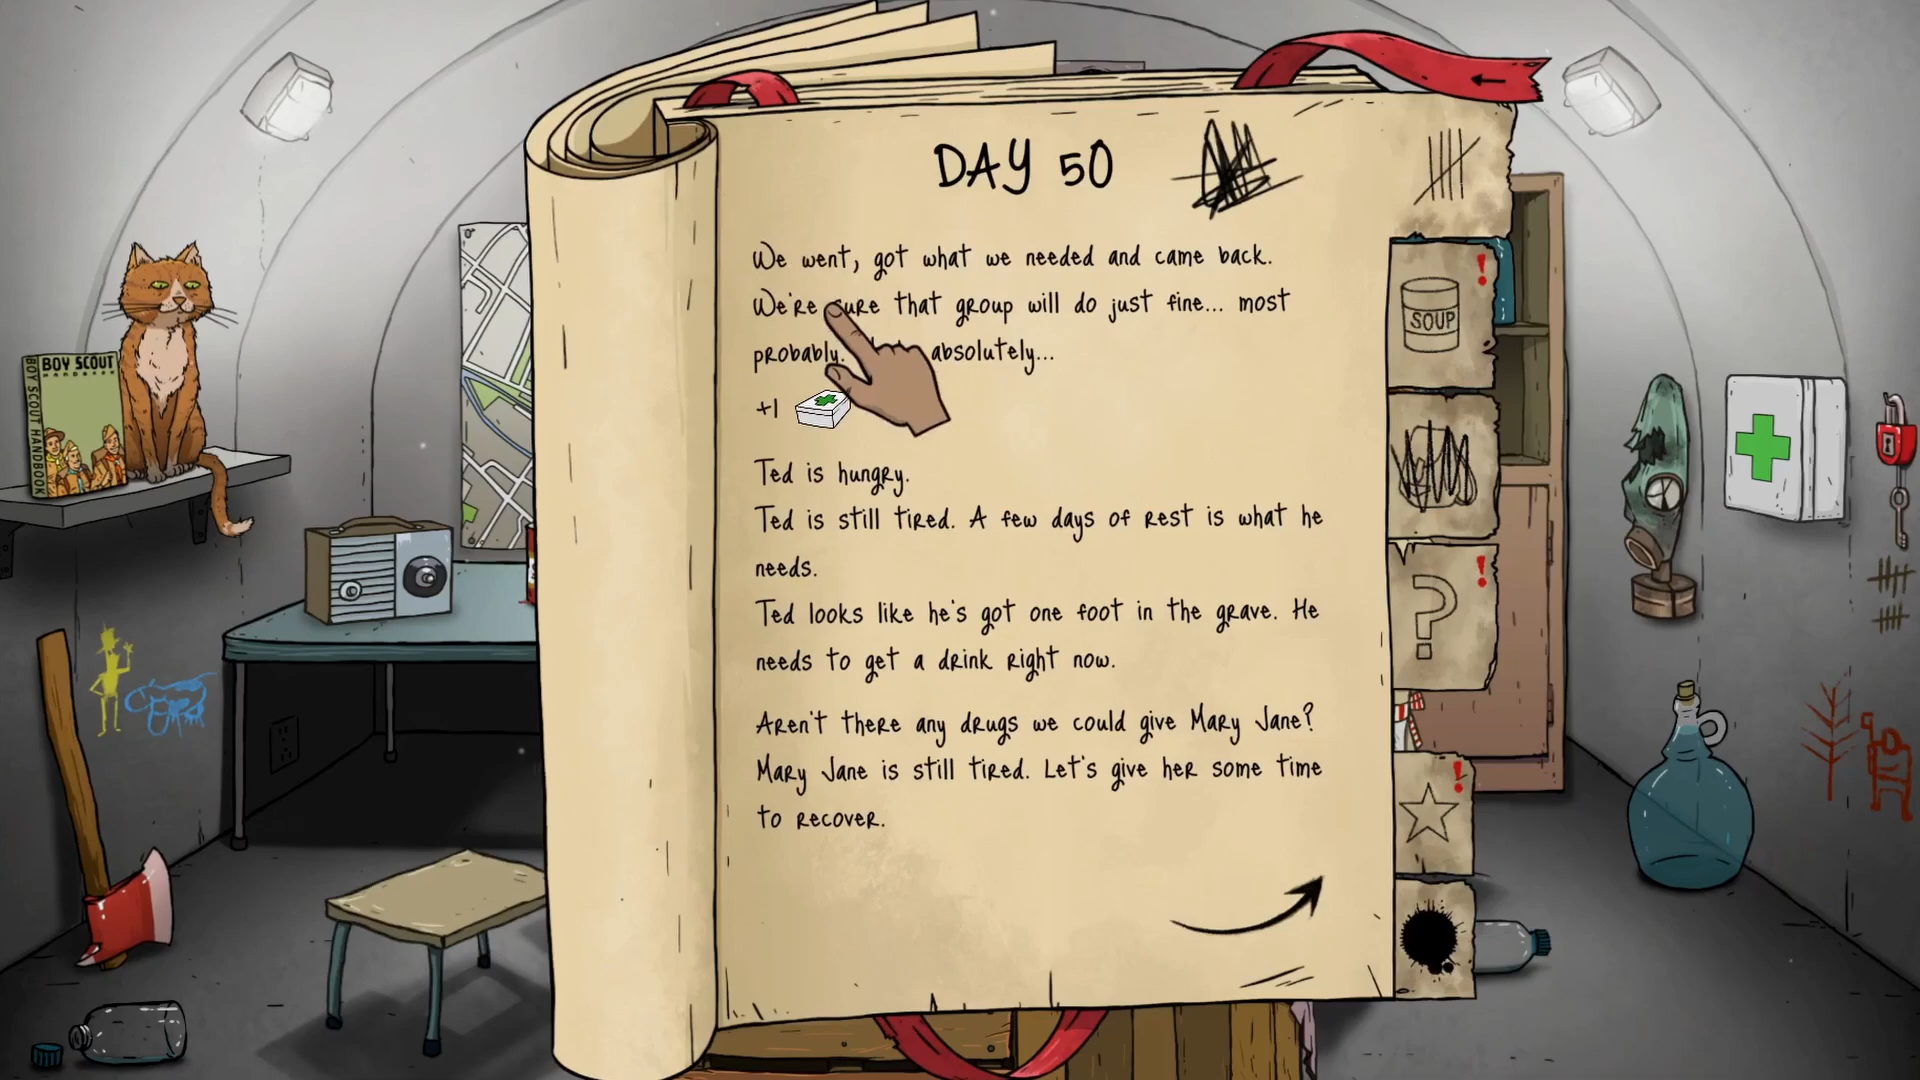 DAY 50
We went, got what we needed and came back.
We're sure that group will do just fine... most
probably. absolutely...
+1
Ted is hungry.
Ted is still tired. A few days of rest is what he
needs.
Ted looks like he's got one foot in the grave. He
needs to get a drink right now.
Aren't there any drugs we could give Mary Jane?
Mary Jane is still tired. Let's give her some time
to recover.
!
SOUP
!
?
!
BOY SCOUT
HANDBOOK
BOY SCOUT HANDBOOK